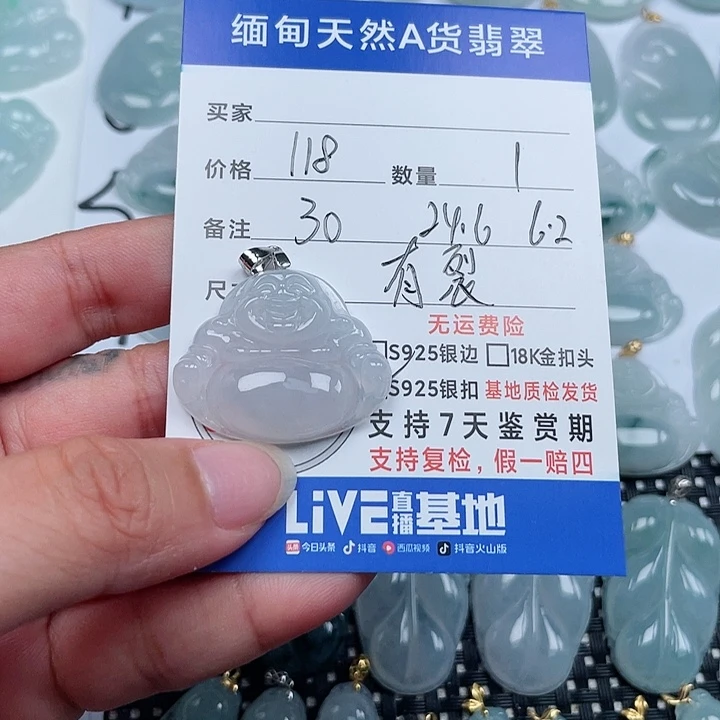 缅甸天然A货翡翠
买家
价格 118 数量 1
备注 30 24.6 6.2
尺 有裂
无运费险
S925银边 □18K金扣头
S925银扣 基地质检发货
支持7天鉴赏期
支持复检，假一赔四
LiVE直播基地
头条 今日头条 抖音 西瓜视频 抖音火山版